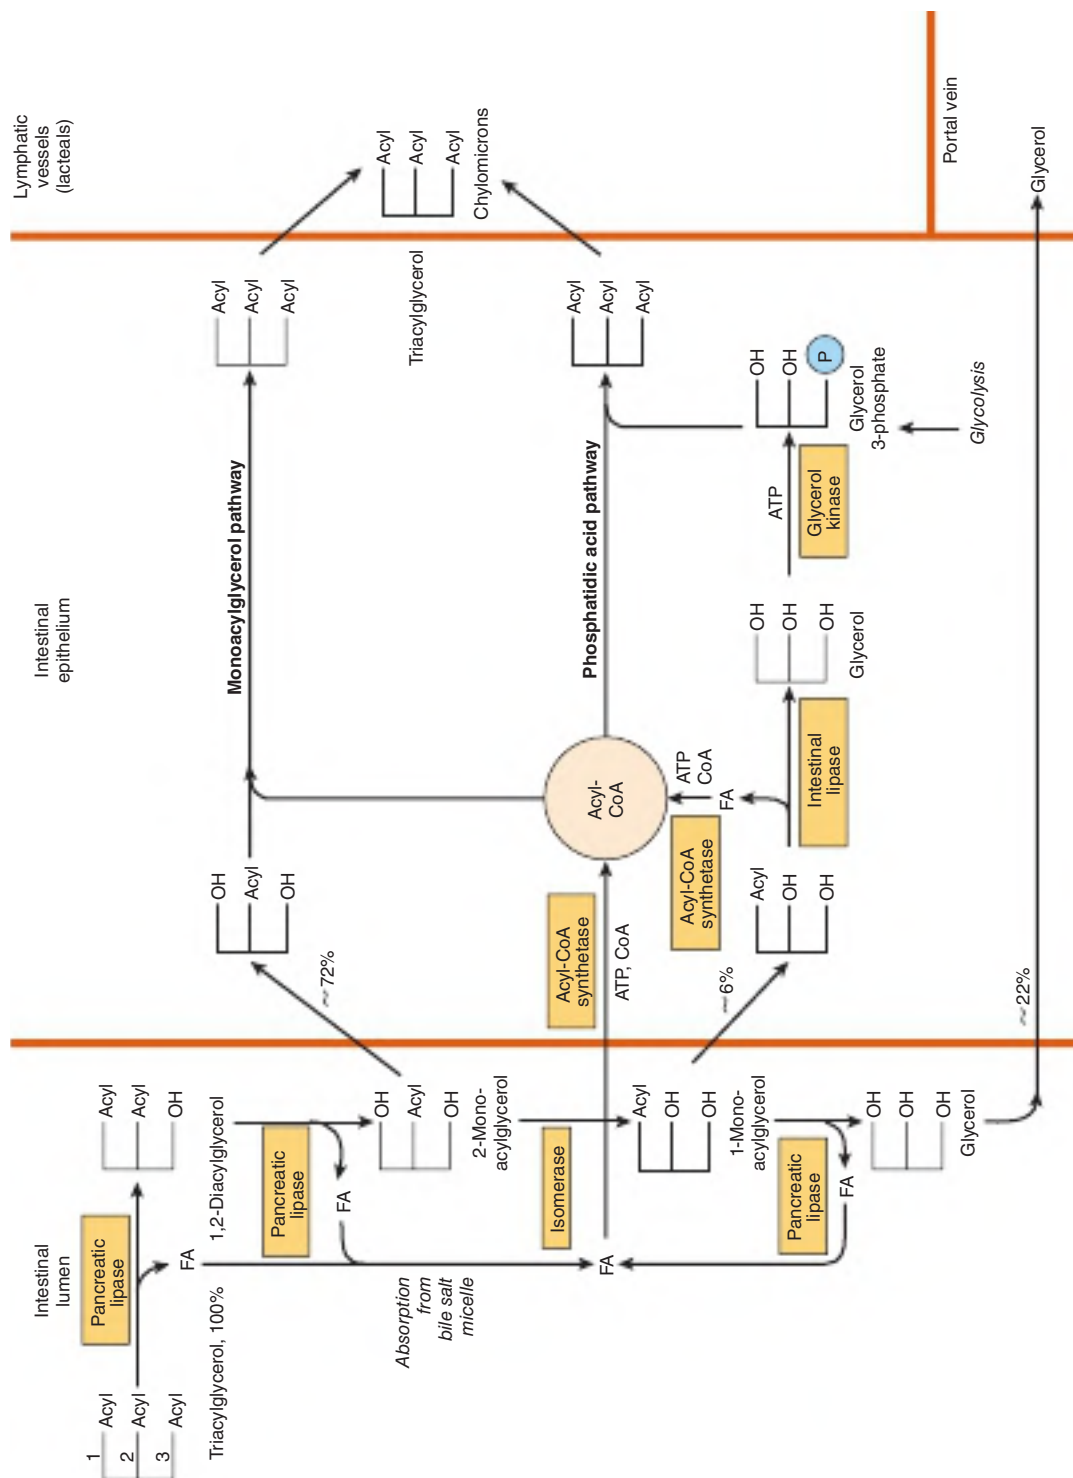 Intestinal
lumen
Intestinal
epithelium
Lymphatic
vessels
(lacteals)
1
Acyl
2
Acyl
3
Acyl
Triacylglycerol, 100%
Pancreatic
lipase
FA
Acyl
Acyl
OH
1,2-Diacylglycerol
Pancreatic
lipase
FA
Absorption
from
bile salt
micelle
OH
Acyl
OH
2-Mono-
acylglycerol
~72%
OH
Acyl
OH
Monoacylglycerol pathway
Acyl
Acyl
Acyl
Triacylglycerol
Acyl
Acyl
Acyl
Chylomicrons
Isomerase
FA
Acyl-CoA
synthetase
ATP, CoA
Acyl-
CoA
Phosphatidic acid pathway
Acyl
Acyl
Acyl
Acyl
OH
OH
1-Mono-
acylglycerol
~6%
Acyl-CoA
synthetase
ATP
CoA
FA
Acyl
OH
OH
Intestinal
lipase
OH
OH
OH
Glycerol
ATP
Glycerol
kinase
OH
OH
P
Glycerol
3-phosphate
Glycolysis
Pancreatic
lipase
FA
OH
OH
OH
Glycerol
~22%
Portal vein
Glycerol